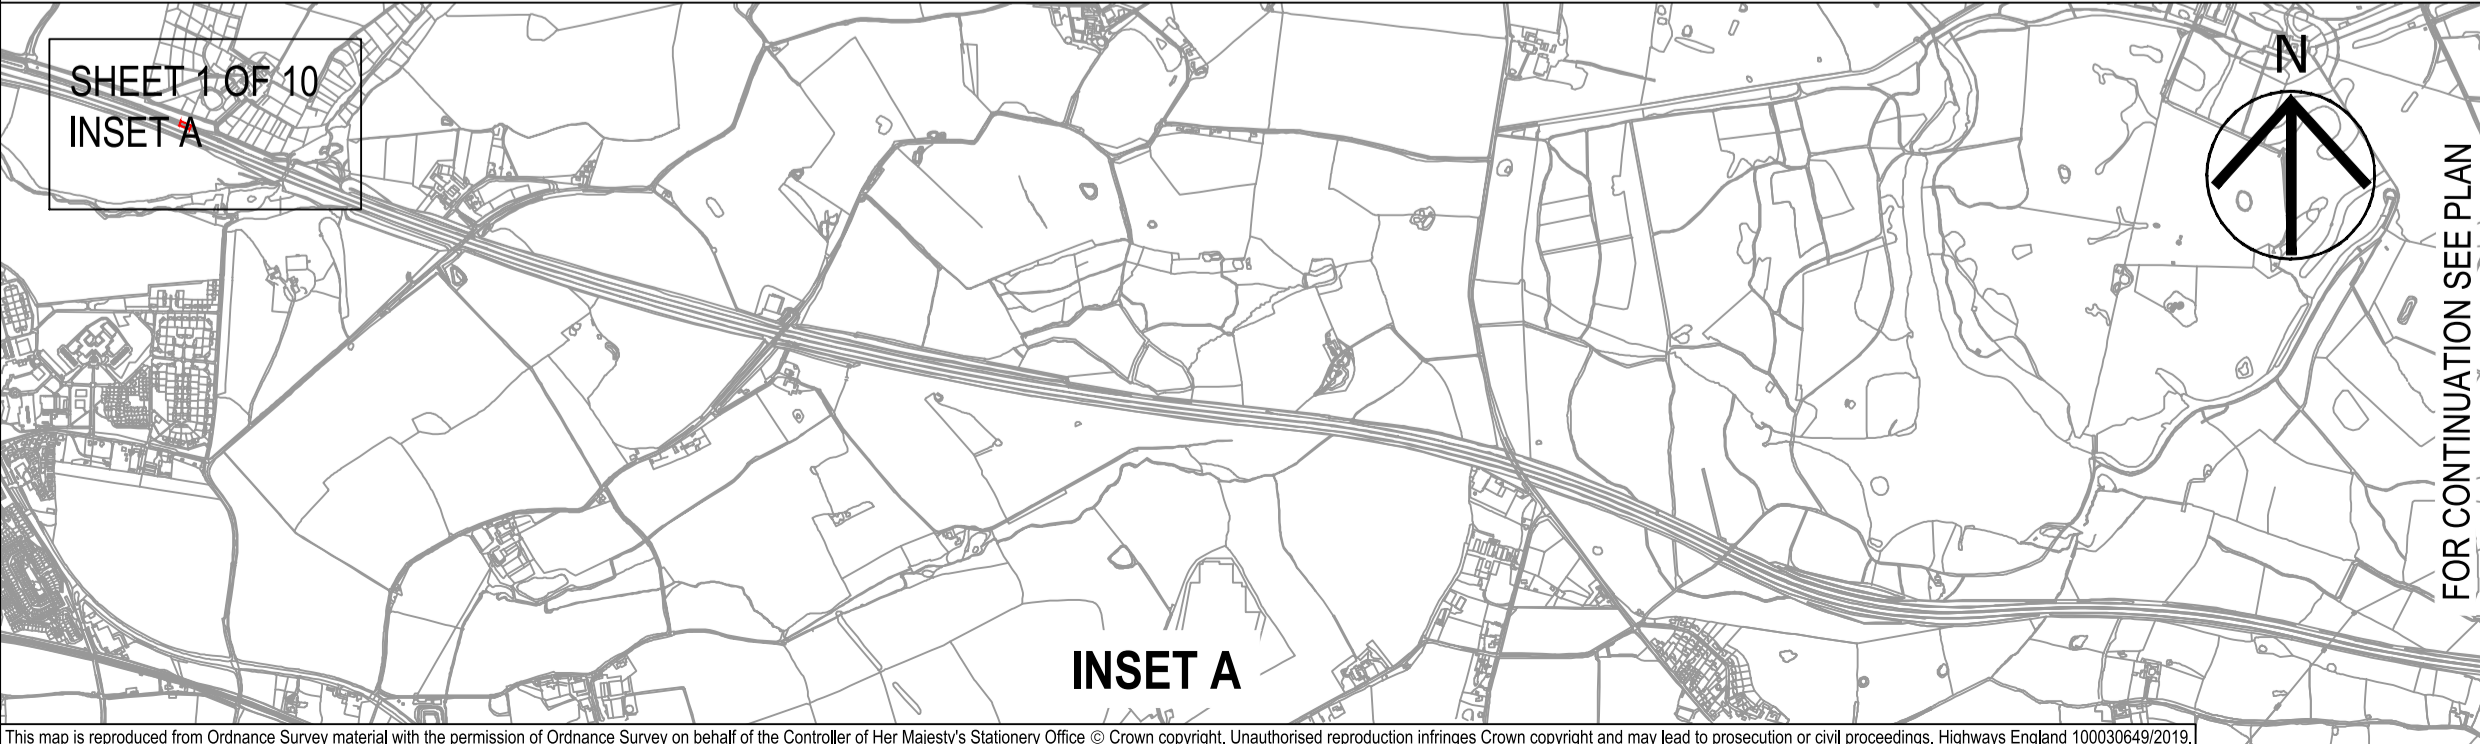 SHEET 1 OF 10
INSET A
N
FOR CONTINUATION SEE PLAN
INSET A
This map is reproduced from Ordnance Survey material with the permission of Ordnance Survey on behalf of the Controller of Her Majesty's Stationery Office © Crown copyright. Unauthorised reproduction infringes Crown copyright and may lead to prosecution or civil proceedings. Highways England 100030649/2019.